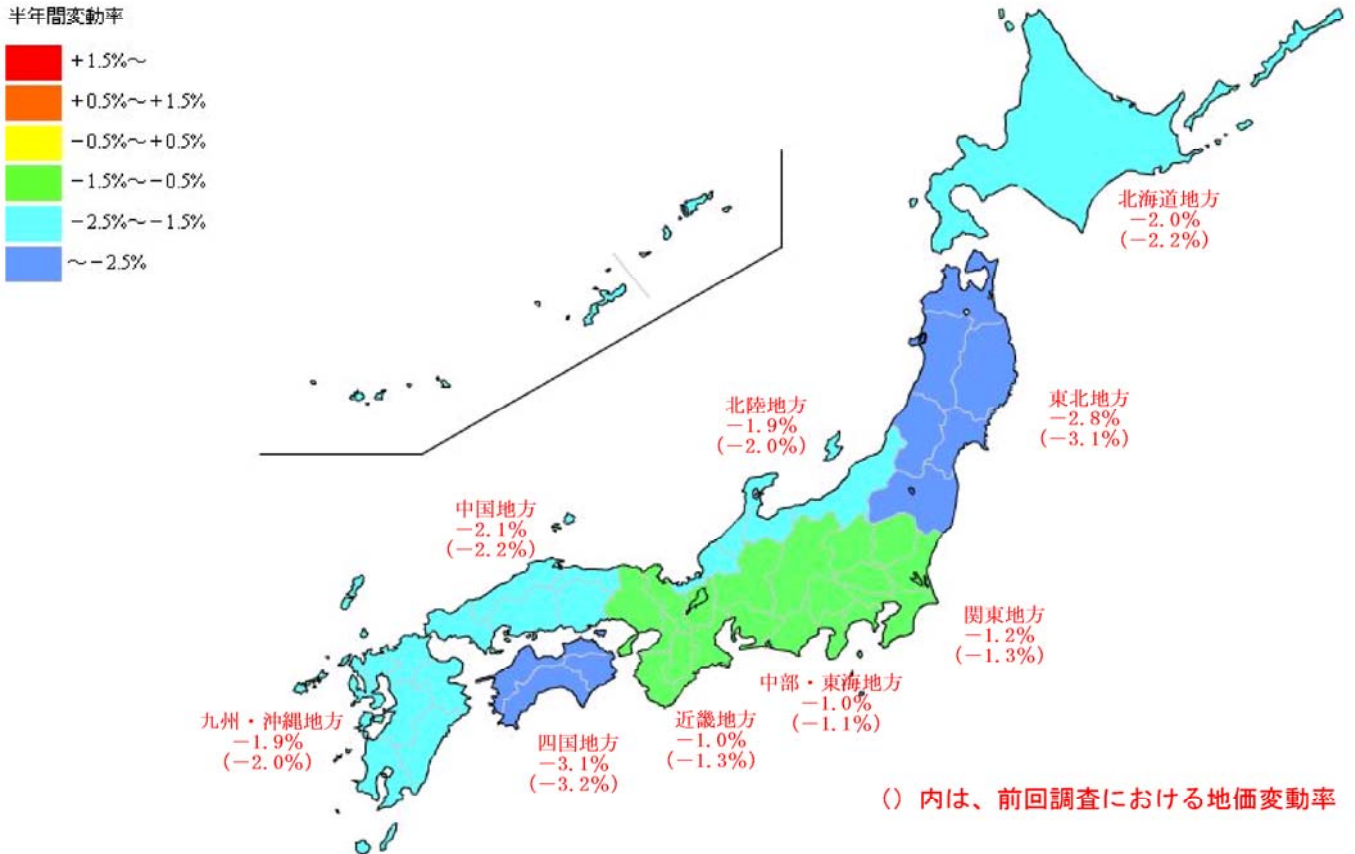 半年間変動率
+1.5%～
+0.5%～+1.5%
-0.5%～+0.5%
-1.5%～-0.5%
-2.5%～-1.5%
～-2.5%
北海道地方
-2.0%
(-2.2%)
東北地方
-2.8%
(-3.1%)
北陸地方
-1.9%
(-2.0%)
中国地方
-2.1%
(-2.2%)
関東地方
-1.2%
(-1.3%)
中部・東海地方
-1.0%
(-1.1%)
近畿地方
-1.0%
(-1.3%)
四国地方
-3.1%
(-3.2%)
九州・沖縄地方
-1.9%
(-2.0%)
() 内は、前回調査における地価変動率